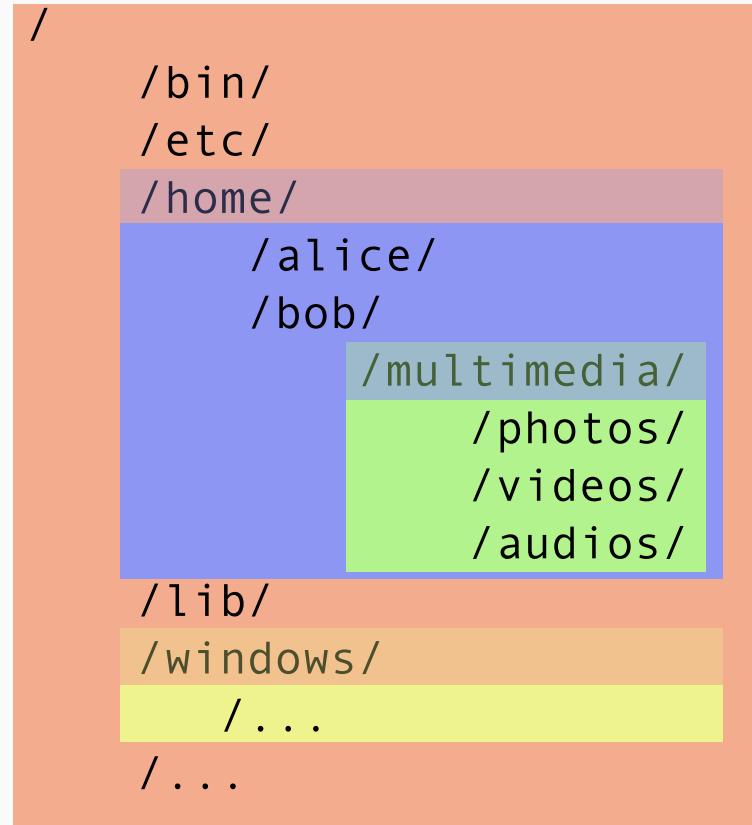 /
/bin/
/etc/
/home/
/alice/
/bob/
/multimedia/
/photos/
/videos/
/audios/
/lib/
/windows/
/...
/...